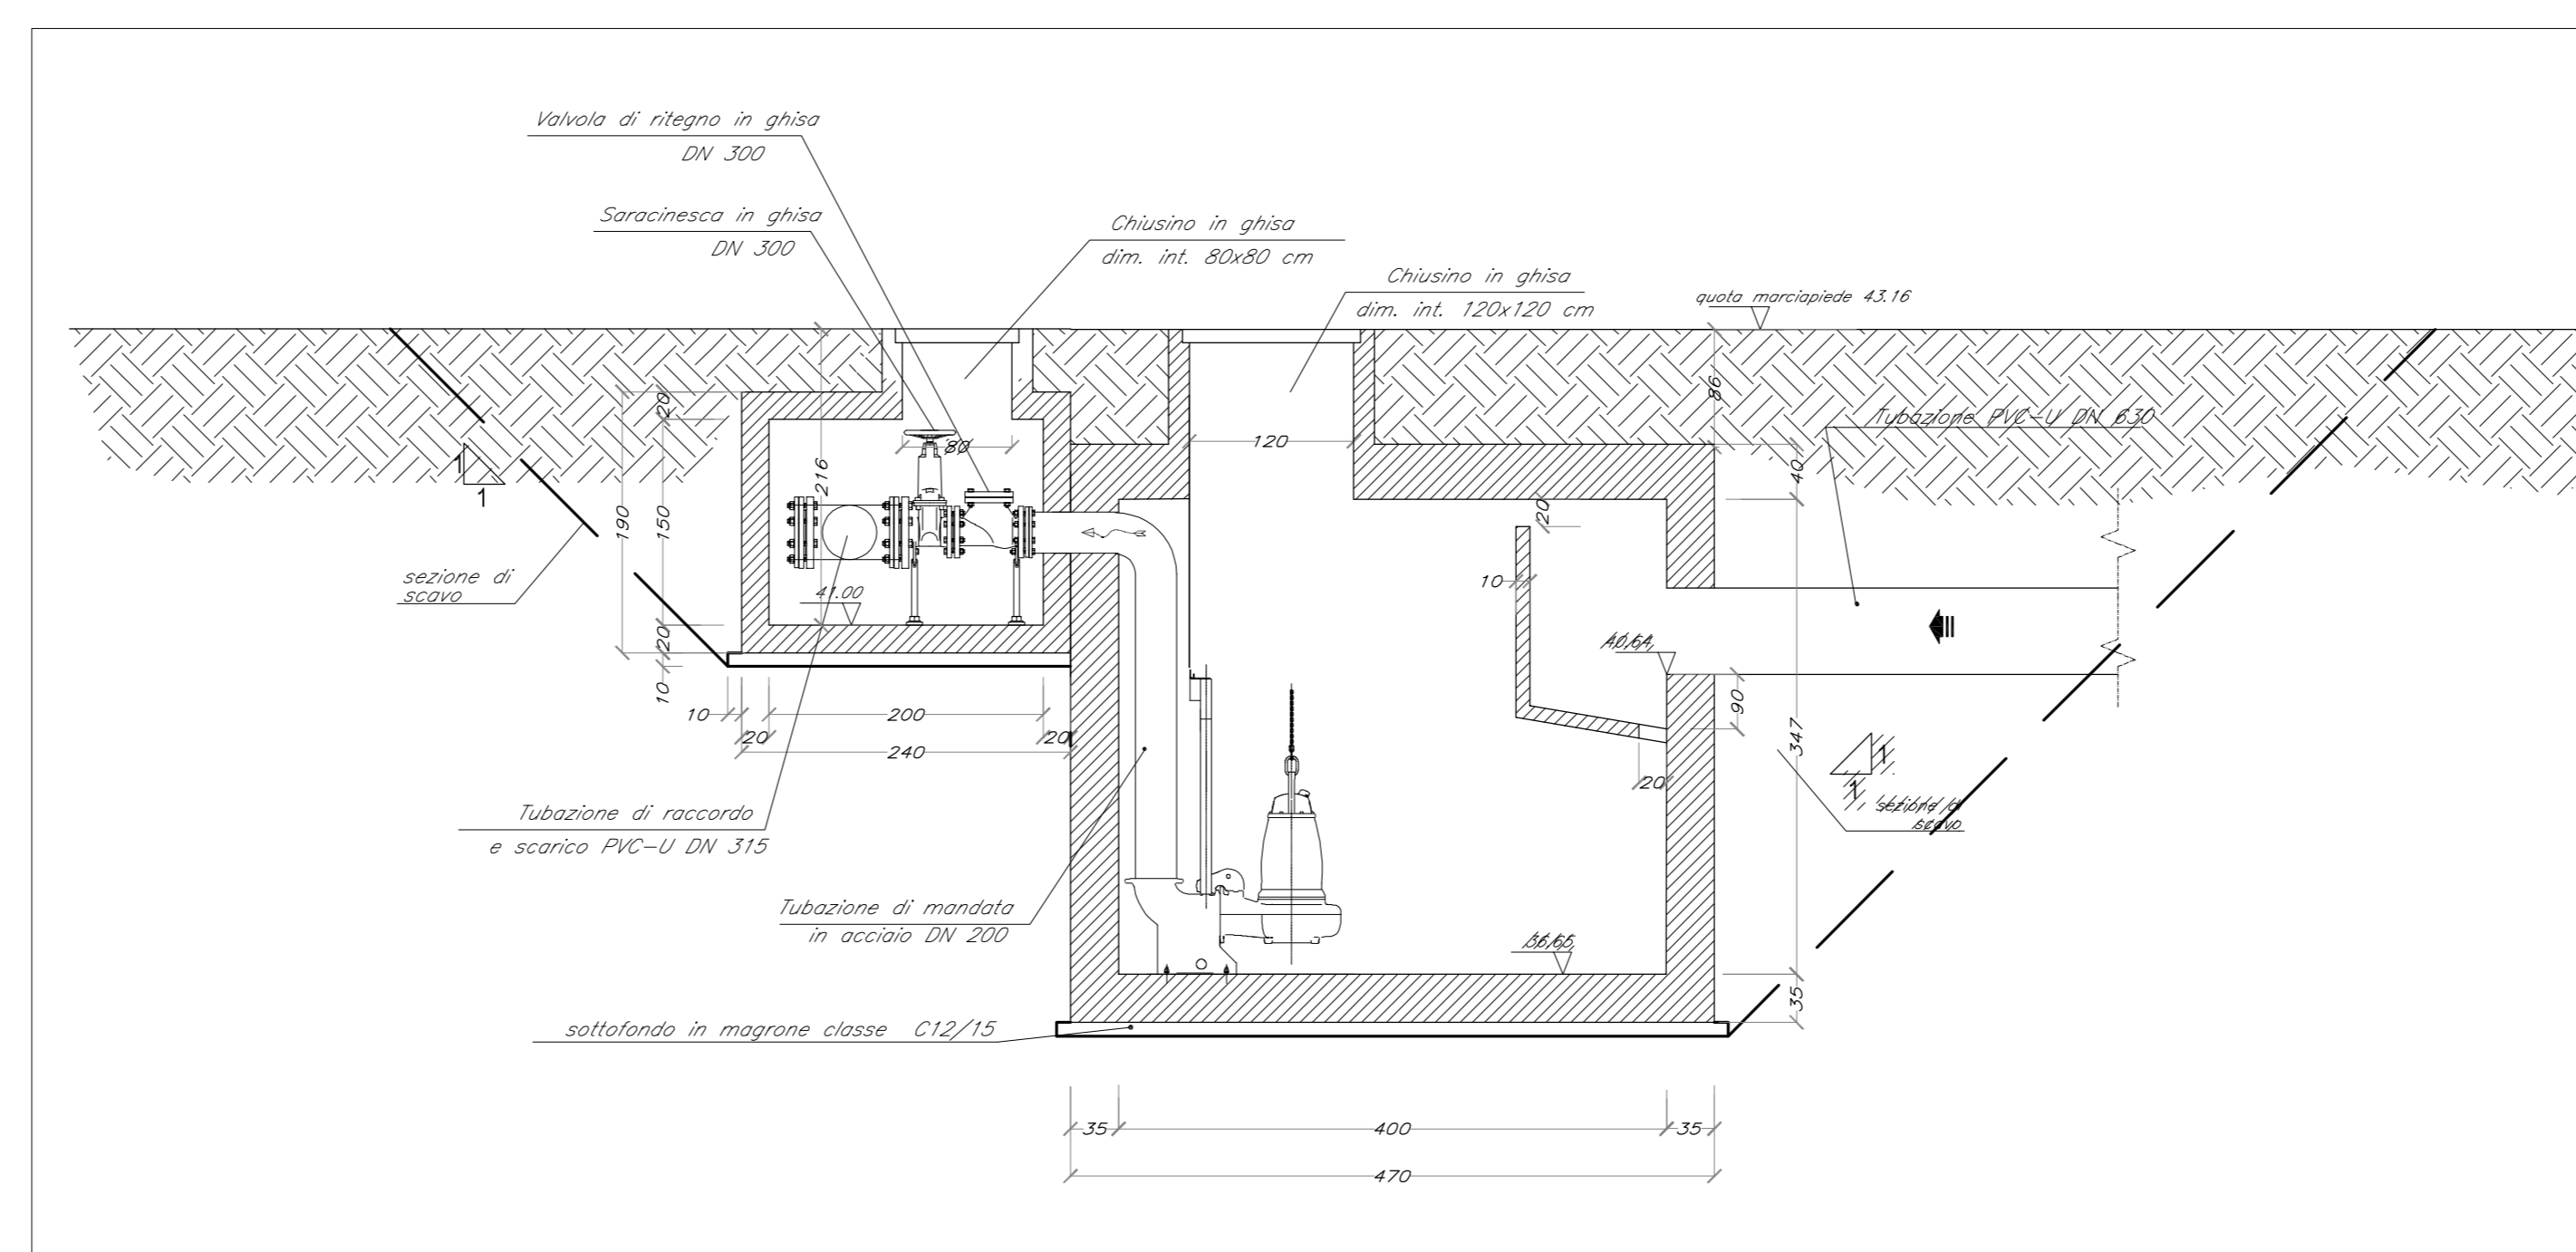 Valvola di ritegno in ghisa
DN 300
Saracinesca in ghisa
DN 300
Chiusino in ghisa
dim. int. 80x80 cm
Chiusino in ghisa
dim. int. 120x120 cm
quota marciapiede 43.16
86
Tubazione PVC-U DN 630
20
80
120
40
216
1
1
190
150
20
10
sezione di
scavo
41.00
40,64
20
10
90
347
10
200
20
20
240
20
1
1
sezione di
scavo
Tubazione di raccordo
e scarico PVC-U DN 315
Tubazione di mandata
in acciaio DN 200
36,65
35
sottofondo in magrone classe C12/15
35
400
35
470